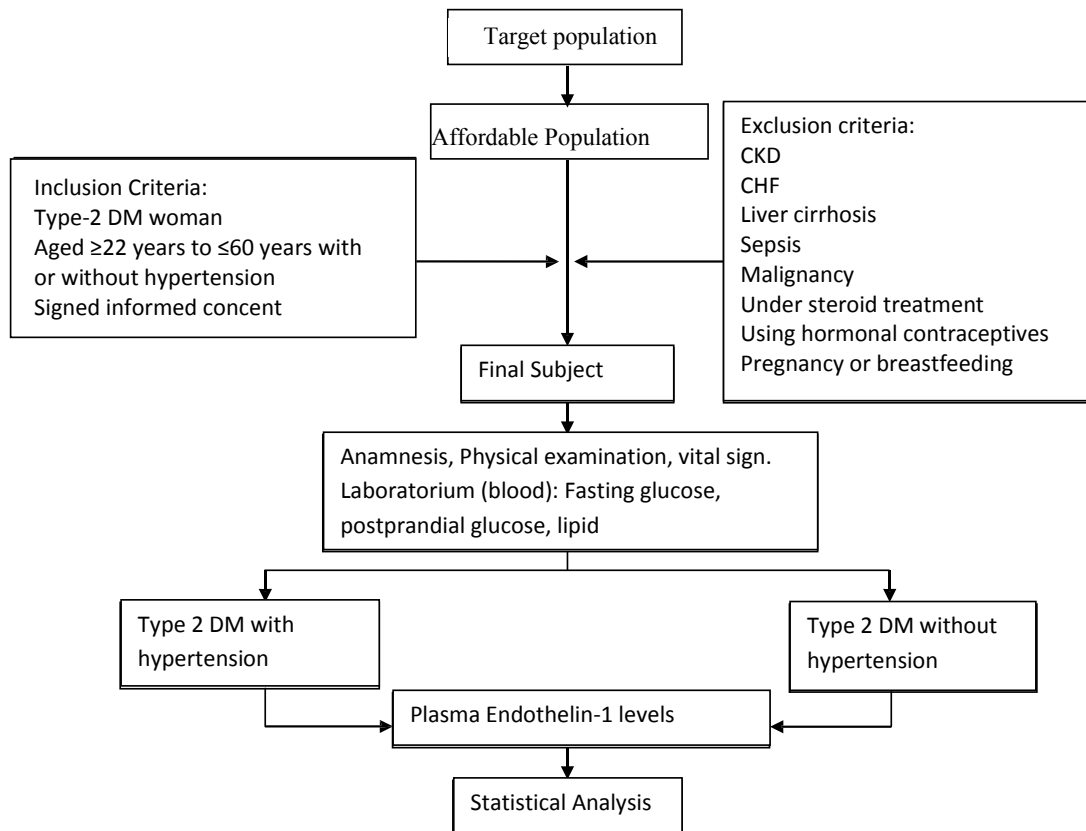 Target population
Affordable Population
Inclusion Criteria:
Type-2 DM woman
Aged ≥22 years to ≤60 years with
or without hypertension
Signed informed concent
Exclusion criteria:
CKD
CHF
Liver cirrhosis
Sepsis
Malignancy
Under steroid treatment
Using hormonal contraceptives
Pregnancy or breastfeeding
Final Subject
Anamnesis, Physical examination, vital sign.
Laboratorium (blood): Fasting glucose,
postprandial glucose, lipid
Type 2 DM with
hypertension
Type 2 DM without
hypertension
Plasma Endothelin-1 levels
Statistical Analysis